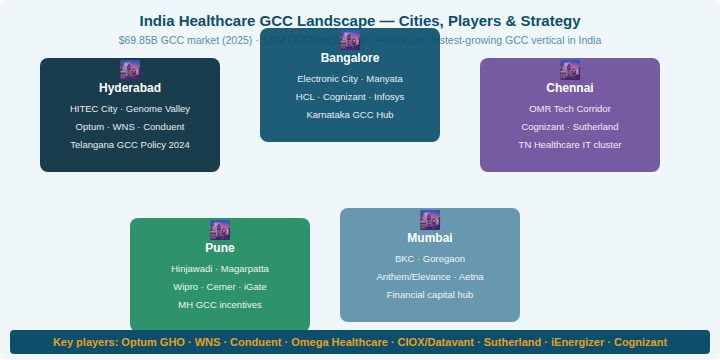 India Healthcare GCC Landscape — Cities, Players & Strategy
$69.85B GCC market (2025) · fastest-growing GCC vertical in India
Hyderabad
HITEC City · Genome Valley
Optum · WNS · Conduent
Telangana GCC Policy 2024
Bangalore
Electronic City · Manyata
HCL · Cognizant · Infosys
Karnataka GCC Hub
Chennai
OMR Tech Corridor
Cognizant · Sutherland
TN Healthcare IT cluster
Pune
Hinjawadi · Magarpatta
Wipro · Cerner · iGate
MH GCC incentives
Mumbai
BKC · Goregaon
Anthem/Elevance · Aetna
Financial capital hub
Key players: Optum GHO · WNS · Conduent · Omega Healthcare · CIOX/Datavant · Sutherland · iEnergizer · Cognizant